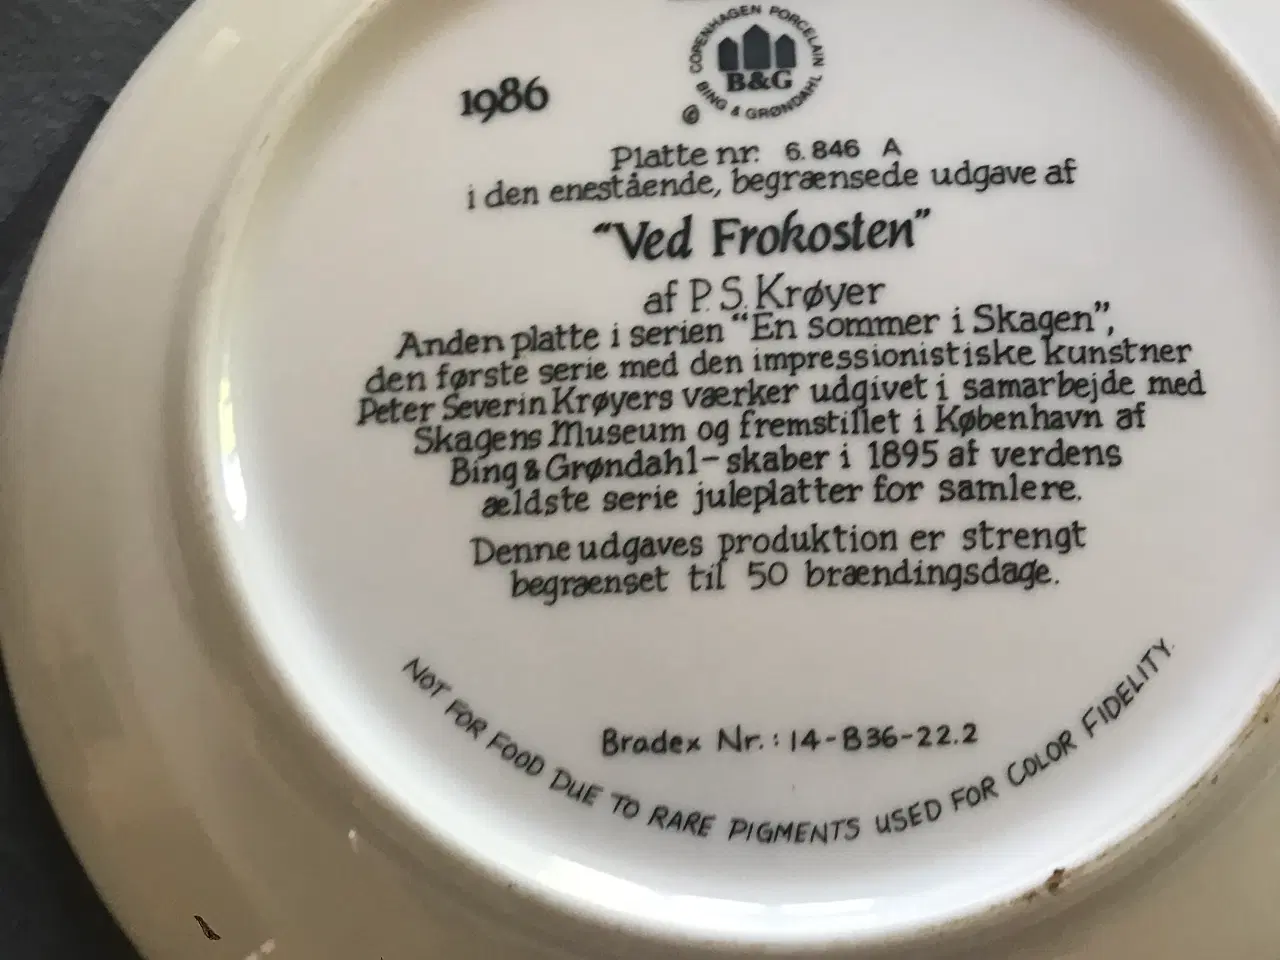 COPENHAGEN PORCELAIN
B&G
BING & GRØNDAHL
©
1986
Platte nr. 6.846 A
i den enestående, begrænsede udgave af
“Ved Frokosten”
af P. S. Krøyer
Anden platte i serien “En sommer i Skagen”,
den første serie med den impressionistiske kunstner
Peter Severin Krøyers værker udgivet i samarbejde med
Skagens Museum og fremstillet i København af
Bing & Grøndahl – skaber i 1895 af verdens
ældste serie juleplatter for samlere.
Denne udgaves produktion er strengt
begrænset til 50 brændingsdage.
Bradex Nr.: 14-B36-22.2
NOT FOR FOOD DUE TO RARE PIGMENTS USED FOR COLOR FIDELITY.